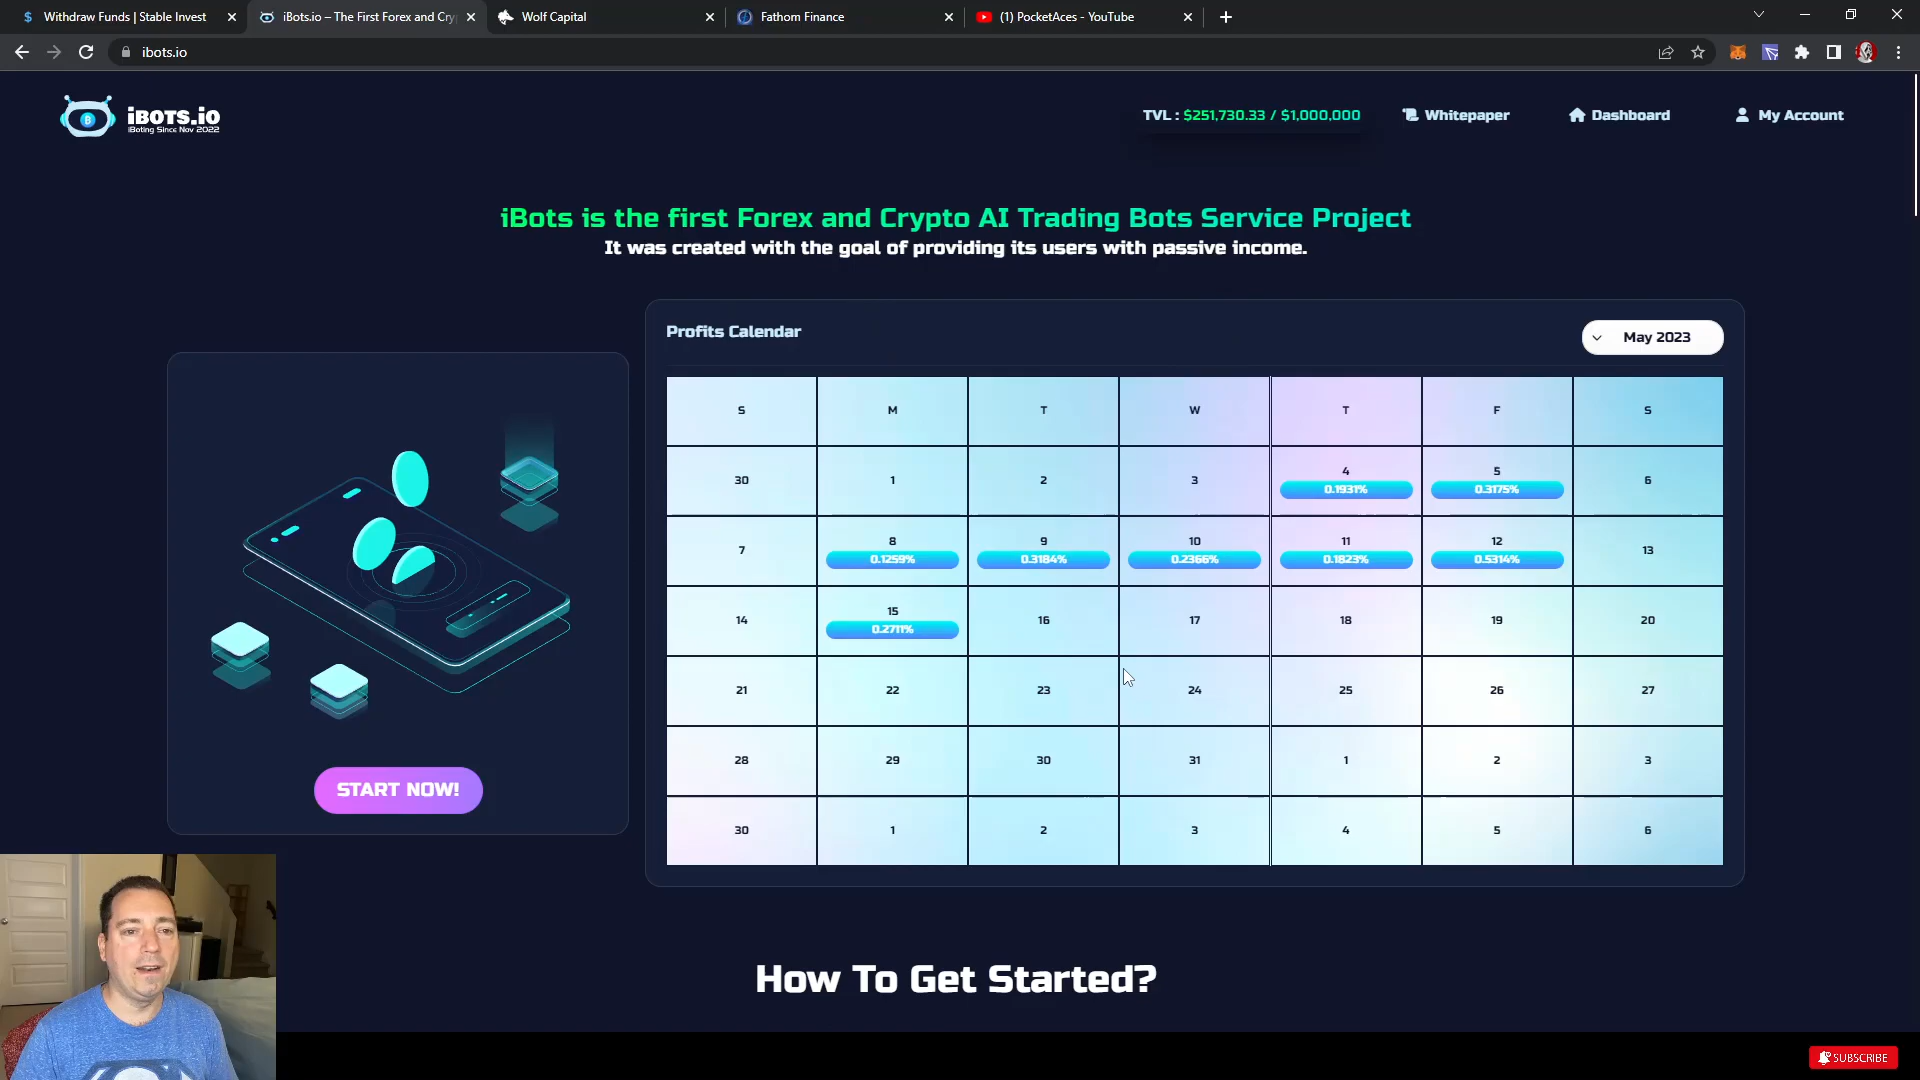 Withdraw Funds | Stable Invest
iBots.io – The First Forex and Cry
Wolf Capital
Fathom Finance
(1) PocketAces - YouTube
ibots.io
iBOTS.iO
iBoting Since Nov 2022
TVL : $251,730.33 / $1,000,000
Whitepaper
Dashboard
My Account
iBots is the first Forex and Crypto AI Trading Bots Service Project
It was created with the goal of providing its users with passive income.
Profits Calendar
May 2023
S M T W T F S
30 1 2 3 4 5 6
0.1931% 0.3175%
7 8 9 10 11 12 13
0.1259% 0.3184% 0.2366% 0.1823% 0.5314%
14 15 16 17 18 19 20
0.2711%
21 22 23 24 25 26 27
28 29 30 31 1 2 3
30 1 2 3 4 5 6
START NOW!
How To Get Started?
SUBSCRIBE